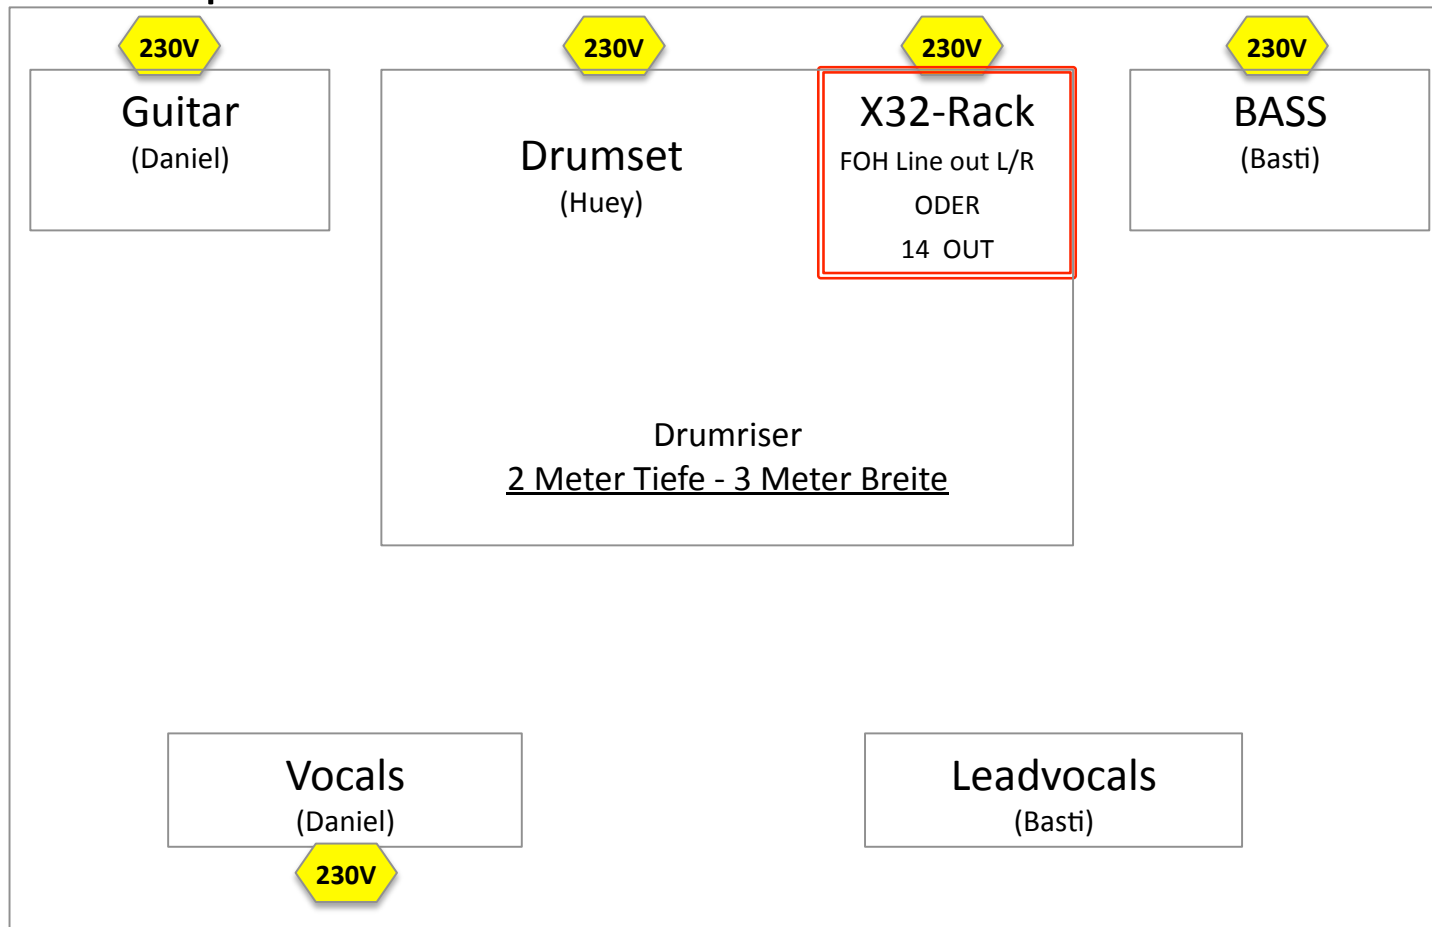 230V
230V
230V
230V
Guitar
(Daniel)
Drumset
(Huey)
X32-Rack
FOH Line out L/R
ODER
14 OUT
BASS
(Basti)
Drumriser
2 Meter Tiefe - 3 Meter Breite
Vocals
(Daniel)
230V
Leadvocals
(Basti)